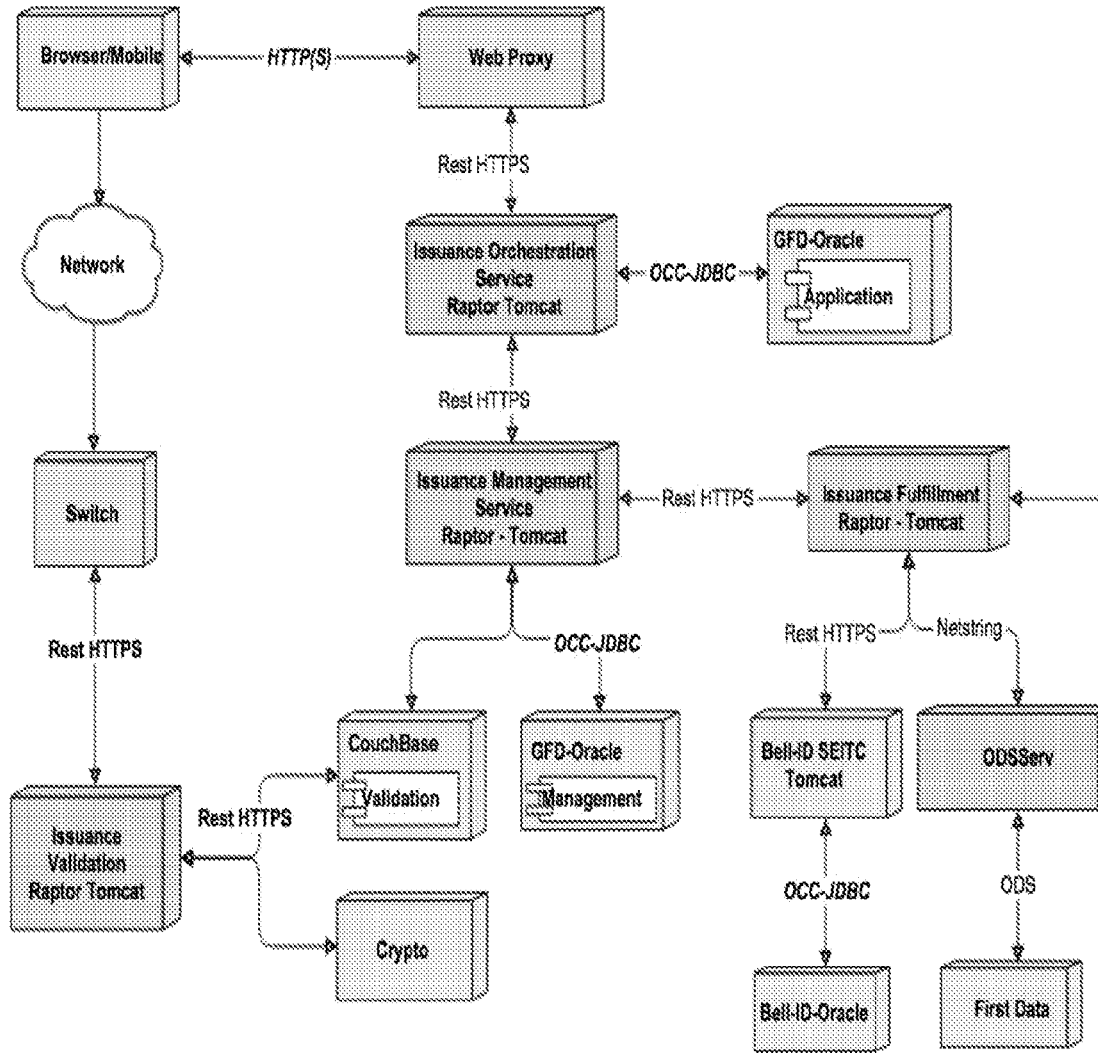 Browser/Mobile
HTTP(S)
Web Proxy
Rest HTTPS
Network
Issuance Orchestration
Service
Raptor Tomcat
OCC-JDBC
GFD-Oracle
Application
Rest HTTPS
Switch
Issuance Management
Service
Raptor - Tomcat
Rest HTTPS
Issuance Fulfillment
Raptor - Tomcat
Rest HTTPS
OCC-JDBC
Rest HTTPS
Netstring
CouchBase
Validation
GFD-Oracle
Management
Bell-ID SEITC
Tomcat
ODSServ
Rest HTTPS
Issuance
Validation
Raptor Tomcat
OCC-JDBC
ODS
Crypto
Bell-ID-Oracle
First Data